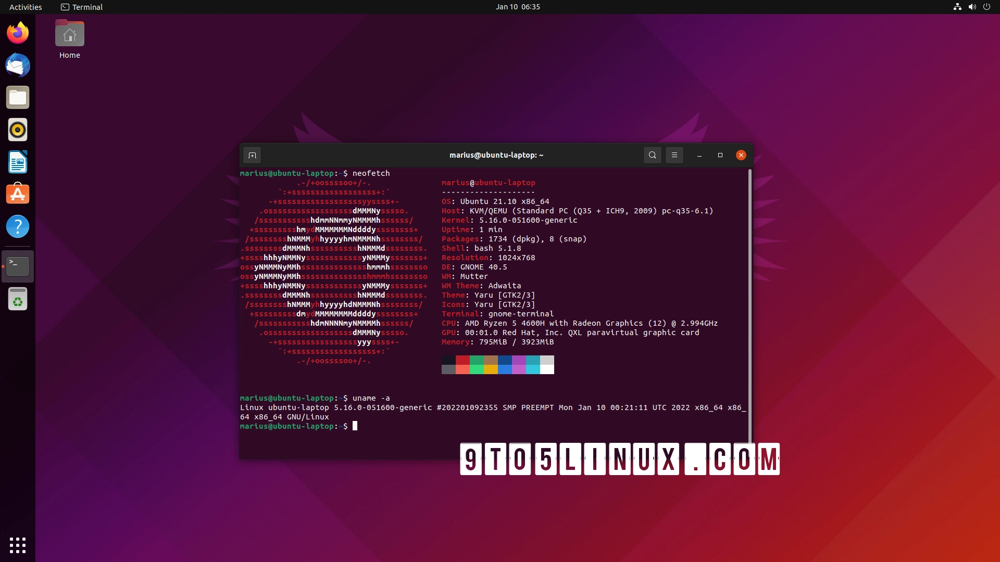 Activities
Terminal
Jan 10 06:35
Home
marius@ubuntu-laptop: ~
marius@ubuntu-laptop:~$ neofetch
.-/+oossssoo+/-.
marius@ubuntu-laptop
`:+ssssssssssssssssss+:`
--------------------
-+ssssssssssssssssssyyssss+-
OS: Ubuntu 21.10 x86_64
.ossssssssssssssssssdMMMNysssso.
Host: KVM/QEMU (Standard PC (Q35 + ICH9, 2009) pc-q35-6.1)
/ssssssssssshdmmNNmmyNMMMMhssssss/
Kernel: 5.16.0-051600-generic
+ssssssssshmydMMMMMMMNddddyssssssss+
Uptime: 1 min
/sssssssshNMMMyhhyyyyhmNMMMNhssssssss/
Packages: 1734 (dpkg), 8 (snap)
.ssssssssdMMMNhsssssssssshNMMMdssssssss.
Shell: bash 5.1.8
+sssshhhyNMMNyssssssssssssyNMMMysssssss+
Resolution: 1024x768
ossyNMMMNyMMhsssssssssssssshmmmhssssssso
DE: GNOME 40.5
ossyNMMMNyMMhsssssssssssssshmmmhssssssso
WM: Mutter
+sssshhhyNMMNyssssssssssssyNMMMysssssss+
WM Theme: Adwaita
.ssssssssdMMMNhsssssssssshNMMMdssssssss.
Theme: Yaru [GTK2/3]
/sssssssshNMMMyhhyyyyhdNMMMNhssssssss/
Icons: Yaru [GTK2/3]
+sssssssssdmydMMMMMMMMddddyssssssss+
Terminal: gnome-terminal
/ssssssssssshdmNNNNmyNMMMMhssssss/
CPU: AMD Ryzen 5 4600H with Radeon Graphics (12) @ 2.994GHz
.ossssssssssssssssssdMMMNysssso.
GPU: 00:01.0 Red Hat, Inc. QXL paravirtual graphic card
-+sssssssssssssssssyyyssss+-
Memory: 795MiB / 3923MiB
`:+ssssssssssssssssss+:`
.-/+oossssoo+/-.
marius@ubuntu-laptop:~$ uname -a
Linux ubuntu-laptop 5.16.0-051600-generic #202201092355 SMP PREEMPT Mon Jan 10 00:21:11 UTC 2022 x86_64 x86_
64 x86_64 GNU/Linux
marius@ubuntu-laptop:~$
9TO5LINUX.COM